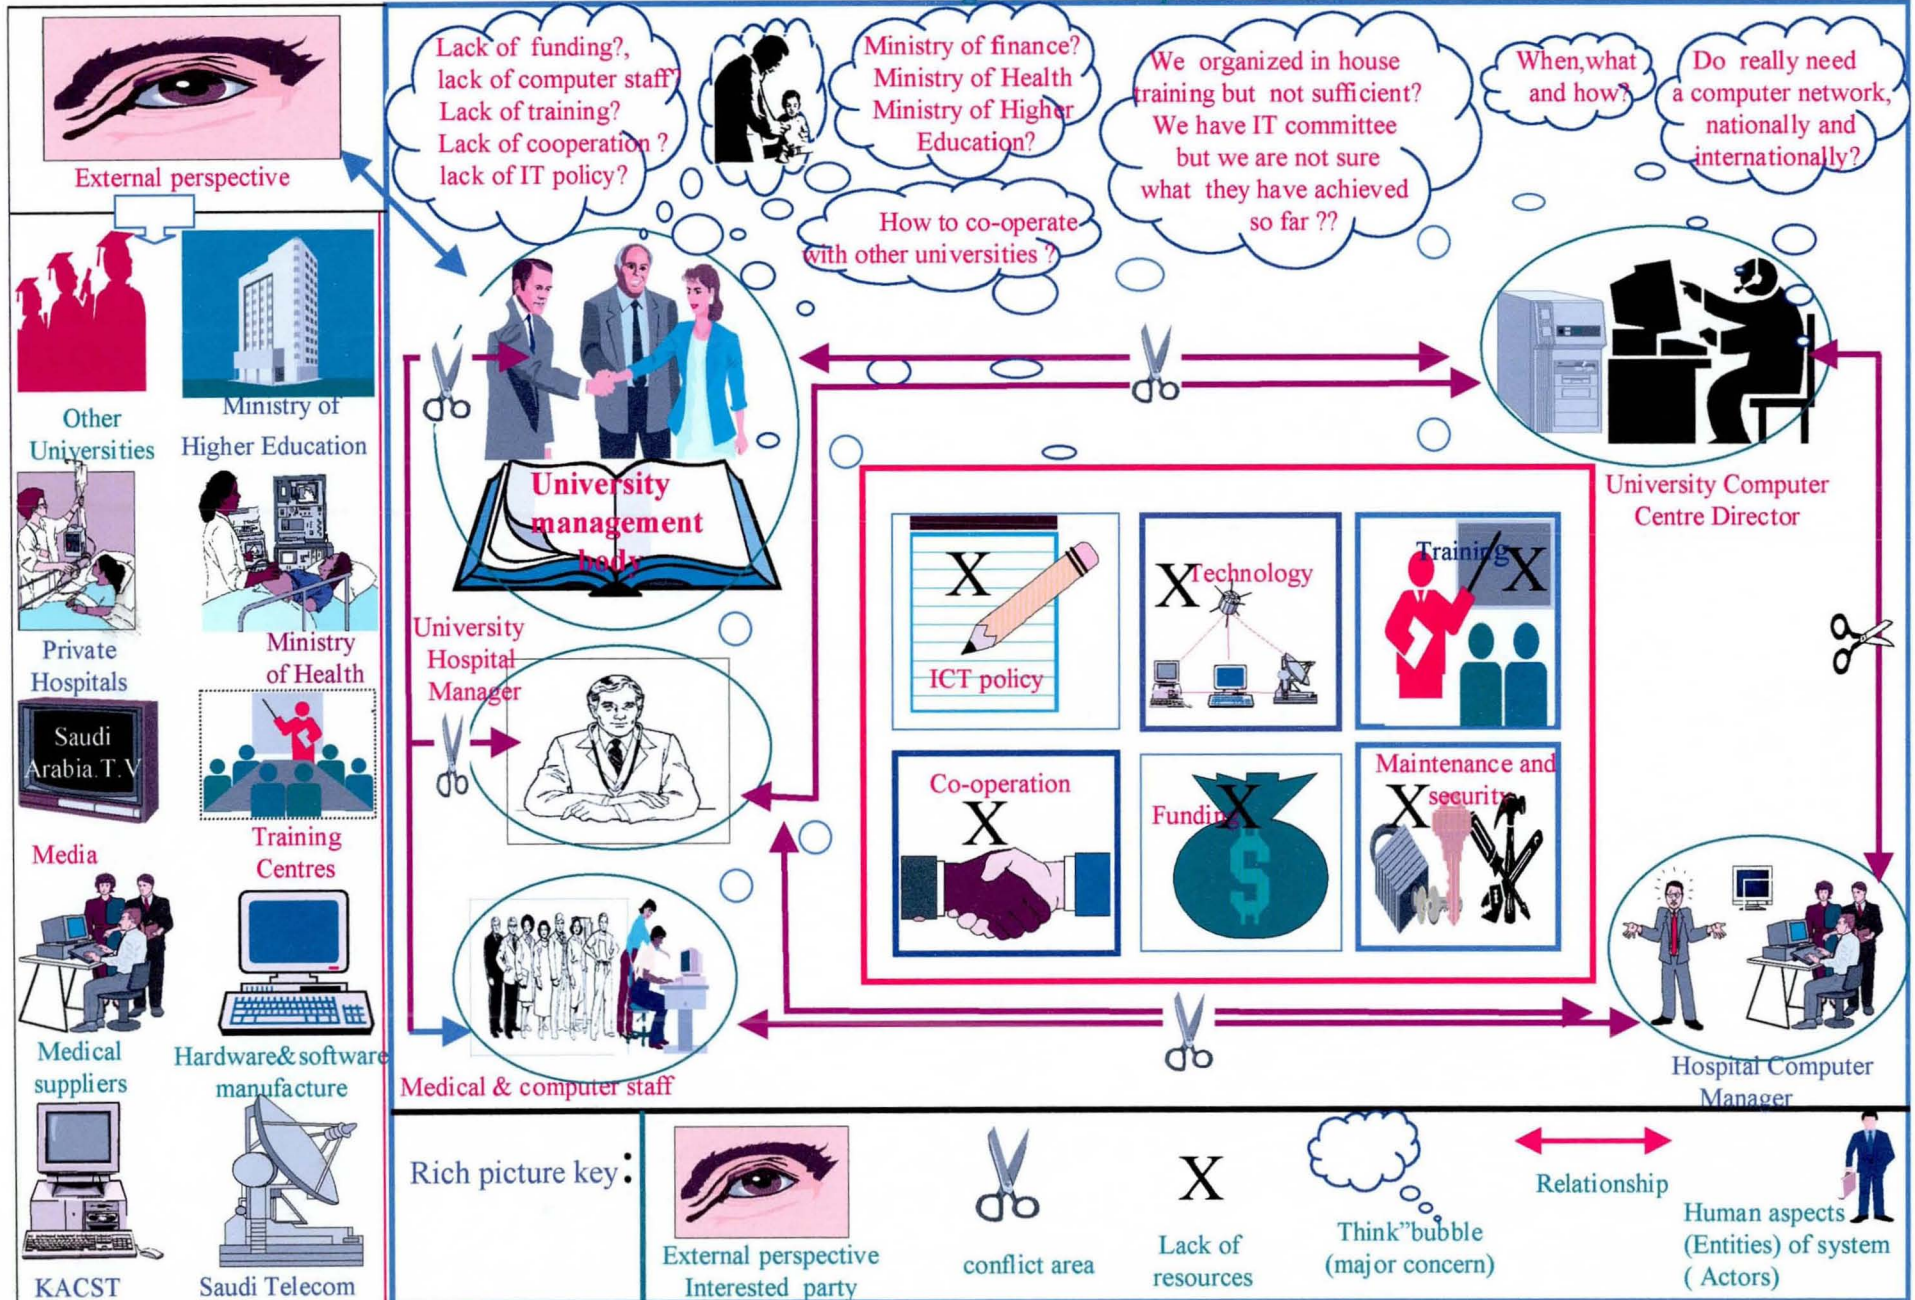 External perspective
Other
Universities
Ministry of
Higher Education
Private
Hospitals
Ministry
of Health
Saudi
Arabia.T.V
Media
Training
Centres
Medical
suppliers
Hardware&software
manufacture
KACST
Saudi Telecom
Lack of funding?,
lack of computer staff?
Lack of training?
Lack of cooperation ?
lack of IT policy?
Ministry of finance?
Ministry of Health
Ministry of Higher
Education?
How to co-operate
with other universities ?
We organized in house
training but not sufficient?
We have IT committee
but we are not sure
what they have achieved
so far ??
When,what
and how?
Do really need
a computer network,
nationally and
internationally?
University
management
body
University Computer
Centre Director
University
Hospital
Manager
X
ICT policy
X
Technology
Training
X
Co-operation
X
Funding
X
$
Maintenance and
security
X
Medical & computer staff
Hospital Computer
Manager
Rich picture key:
External perspective
Interested party
conflict area
X
Lack of
resources
Think"bubble
(major concern)
Relationship
Human aspects
(Entities) of system
( Actors)